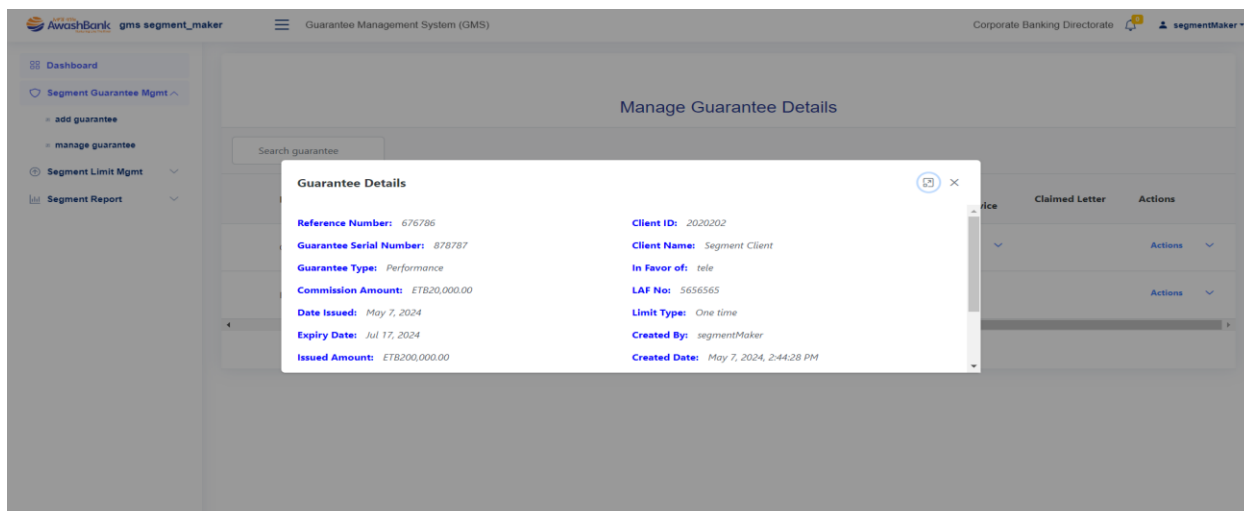 AwashBank gms segment_maker
Guarantee Management System (GMS)
Corporate Banking Directorate
segmentMaker
Dashboard
Segment Guarantee Mgmt
add guarantee
manage guarantee
Segment Limit Mgmt
Segment Report
Manage Guarantee Details
Search guarantee
Claimed Letter
Actions
Actions
Actions
Guarantee Details
Reference Number: 676786
Client ID: 2020202
Guarantee Serial Number: 878787
Client Name: Segment Client
Guarantee Type: Performance
In Favor of: tele
Commission Amount: ETB20,000.00
LAF No: 5656565
Date Issued: May 7, 2024
Limit Type: One time
Expiry Date: Jul 17, 2024
Created By: segmentMaker
Issued Amount: ETB200,000.00
Created Date: May 7, 2024, 2:44:28 PM